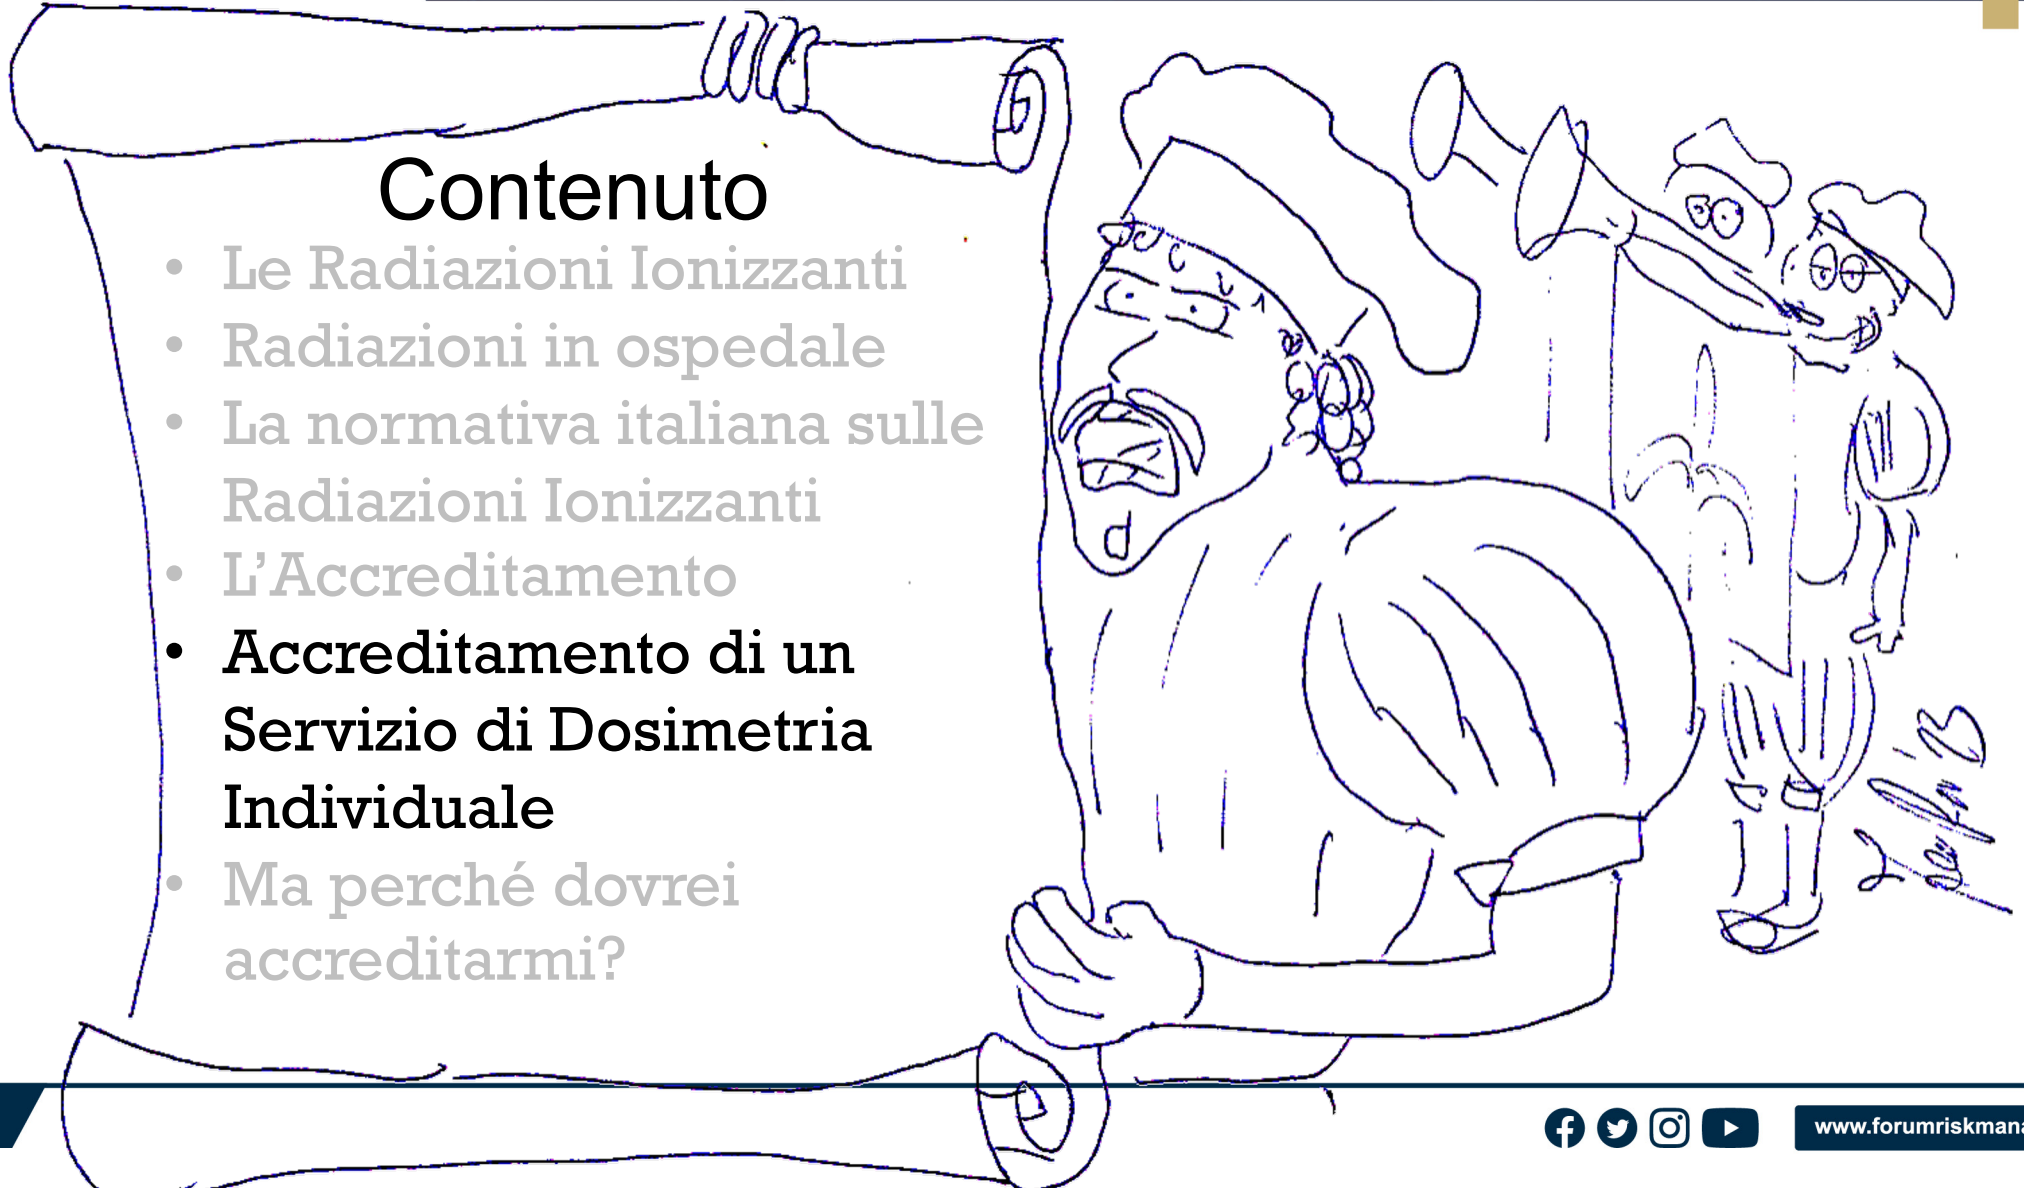 Contenuto
• Le Radiazioni Ionizzanti
• Radiazioni in ospedale
• La normativa italiana sulle
Radiazioni Ionizzanti
• L’Accreditamento
• Accreditamento di un
Servizio di Dosimetria
Individuale
• Ma perché dovrei
accreditarmi?
www.forumriskmana